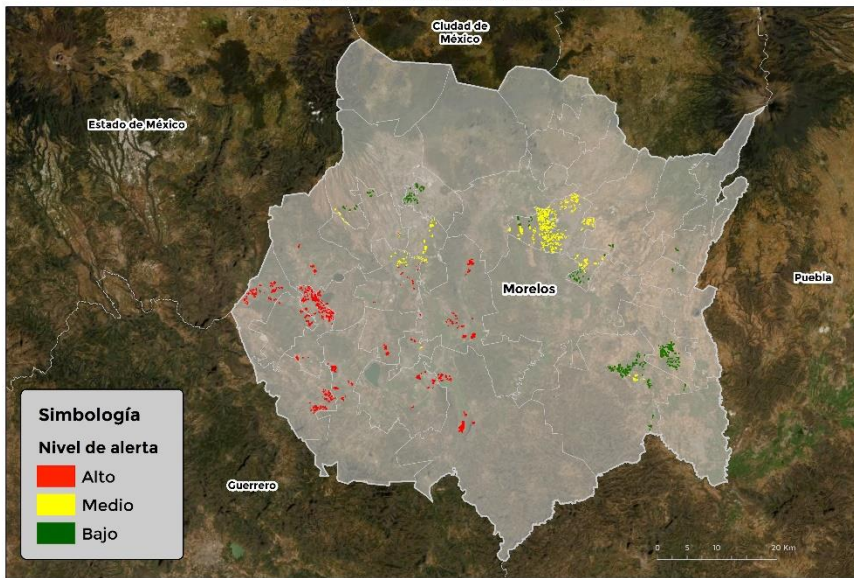 Ciudad de
México
Estado de México
Morelos
Puebla
Guerrero
Simbología
Nivel de alerta
Alto
Medio
Bajo
0 5 10 20 Km